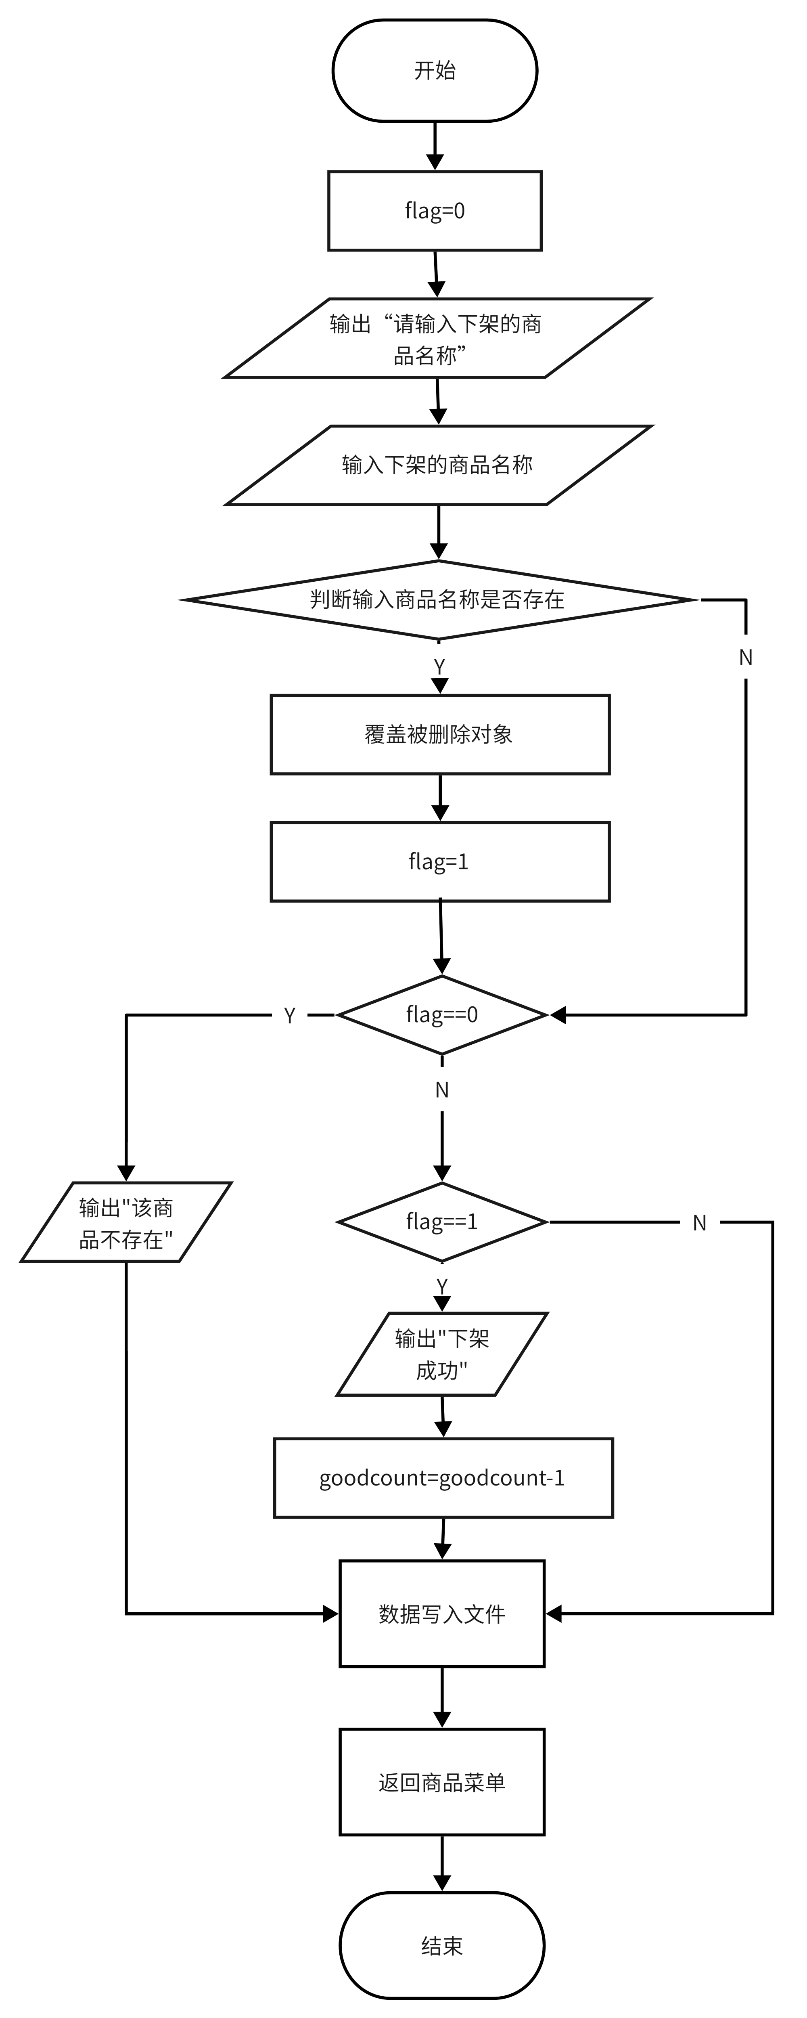 开始
flag=0
输出“请输入下架的商
品名称”
输入下架的商品名称
判断输入商品名称是否存在
N
Y
覆盖被删除对象
flag=1
Y
flag==0
N
输出"该商
品不存在"
flag==1
N
Y
输出"下架
成功"
goodcount=goodcount-1
数据写入文件
返回商品菜单
结束